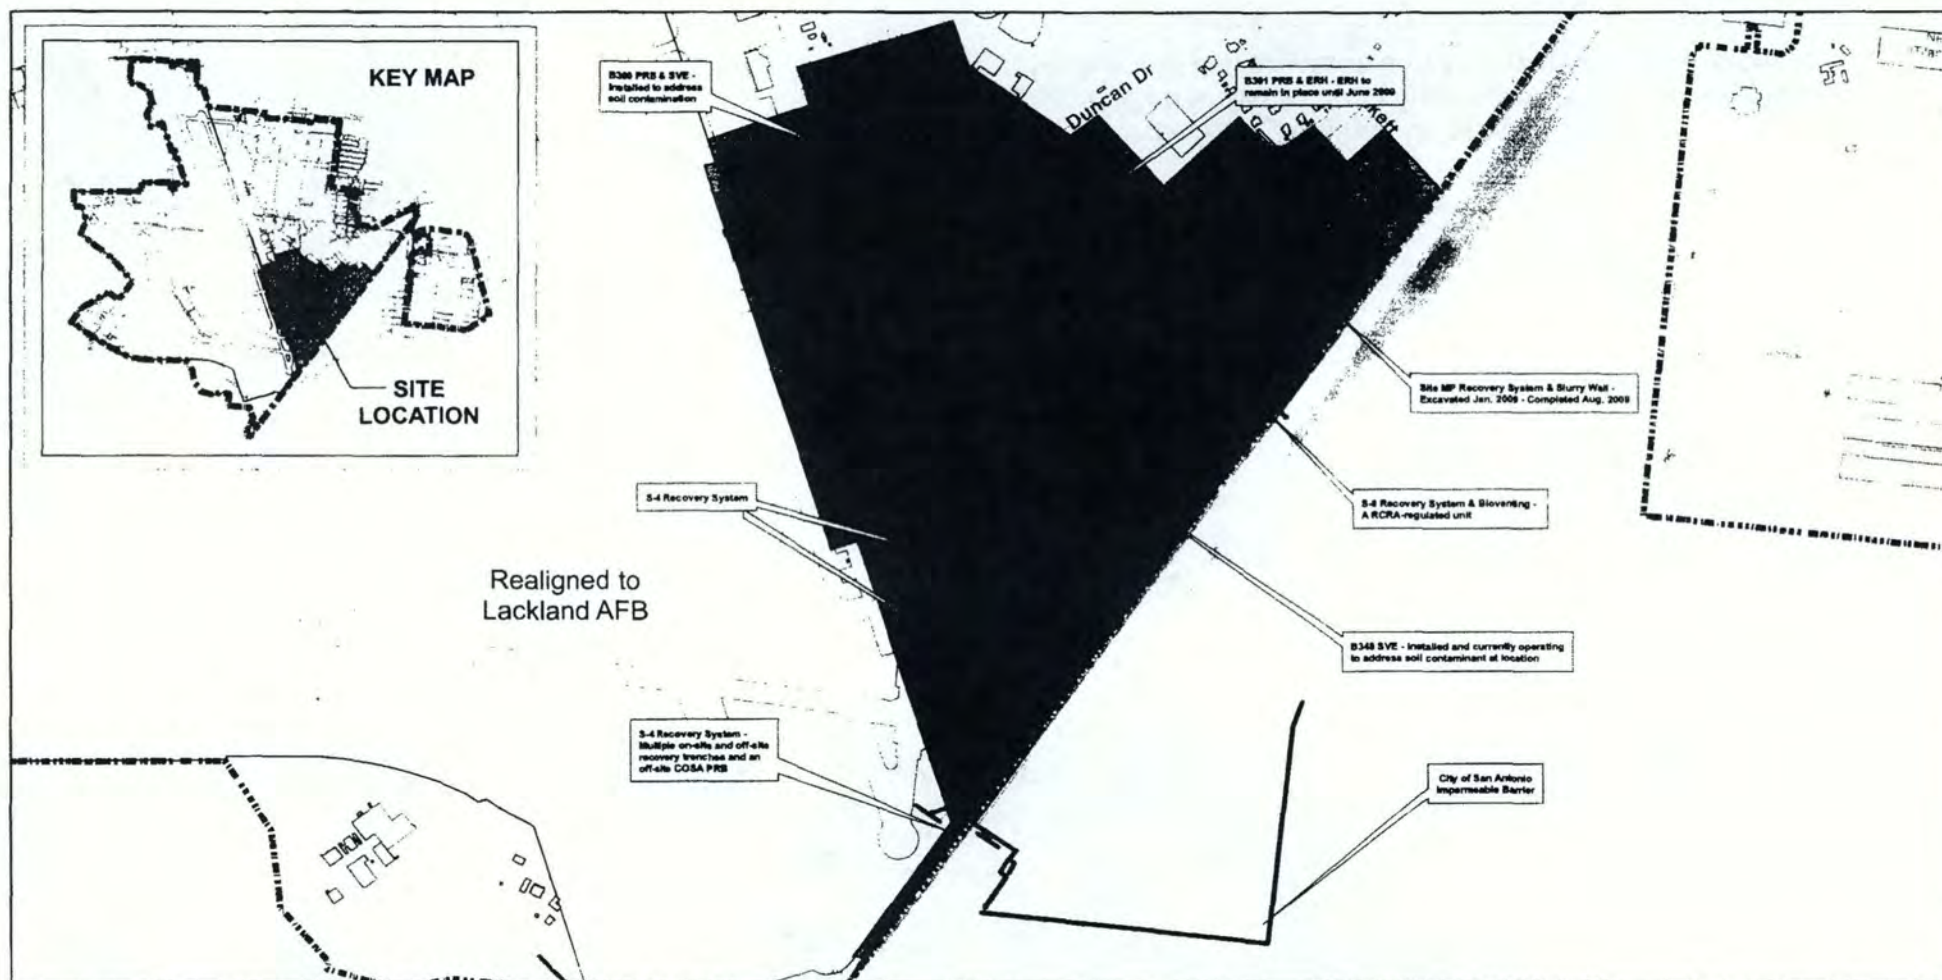 KEY MAP
SITE
LOCATION
B360 PRB & SVE -
Installed to address
soil contamination
Duncan Dr
B301 PRB & ERH - ERH to
remain in place until June 2009
Site MP Recovery System & Slurry Wall -
Excavated Jan. 2009 - Completed Aug. 2009
S-4 Recovery System
Recovery System & Bioventing -
A RCRA-regulated unit
Realigned to
Lackland AFB
B348 SVE - Installed and currently operating
to address soil contaminant at location
S-4 Recovery System -
Multiple on-site and off-site
recovery trenches and an
off-site COSA PRB
City of San Antonio
Impermeable Barrier